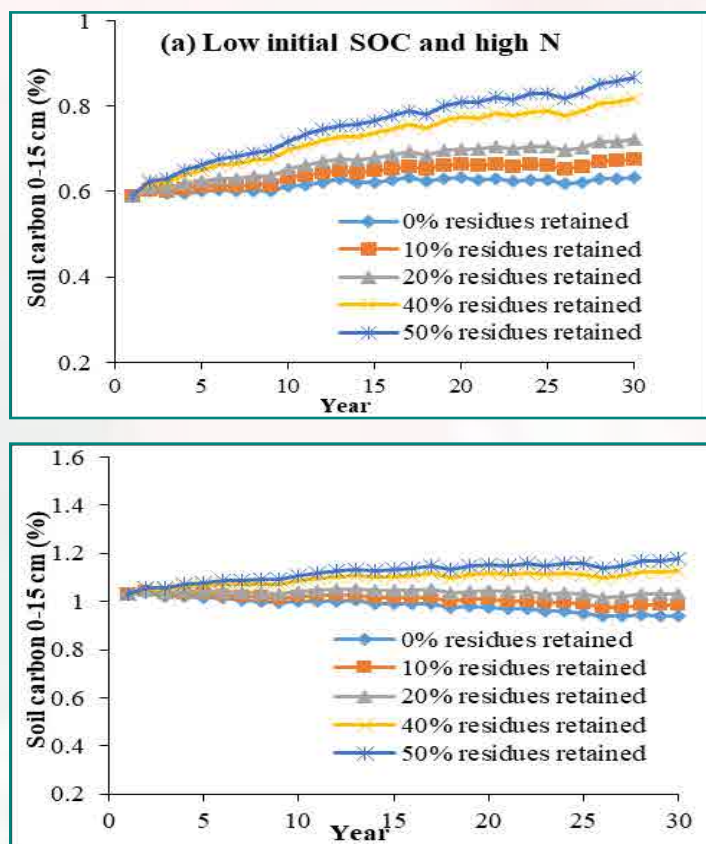 (a) Low initial SOC and high N
Soil carbon 0-15 cm (%)
1
0.8
0.6
0.4
0.2
0% residues retained
10% residues retained
20% residues retained
40% residues retained
50% residues retained
0 5 10 15 20 25 30
Year
Soil carbon 0-15 cm (%)
1.6
1.4
1.2
1
0.8
0.6
0.4
0.2
0% residues retained
10% residues retained
20% residues retained
40% residues retained
50% residues retained
0 5 10 15 20 25 30
Year